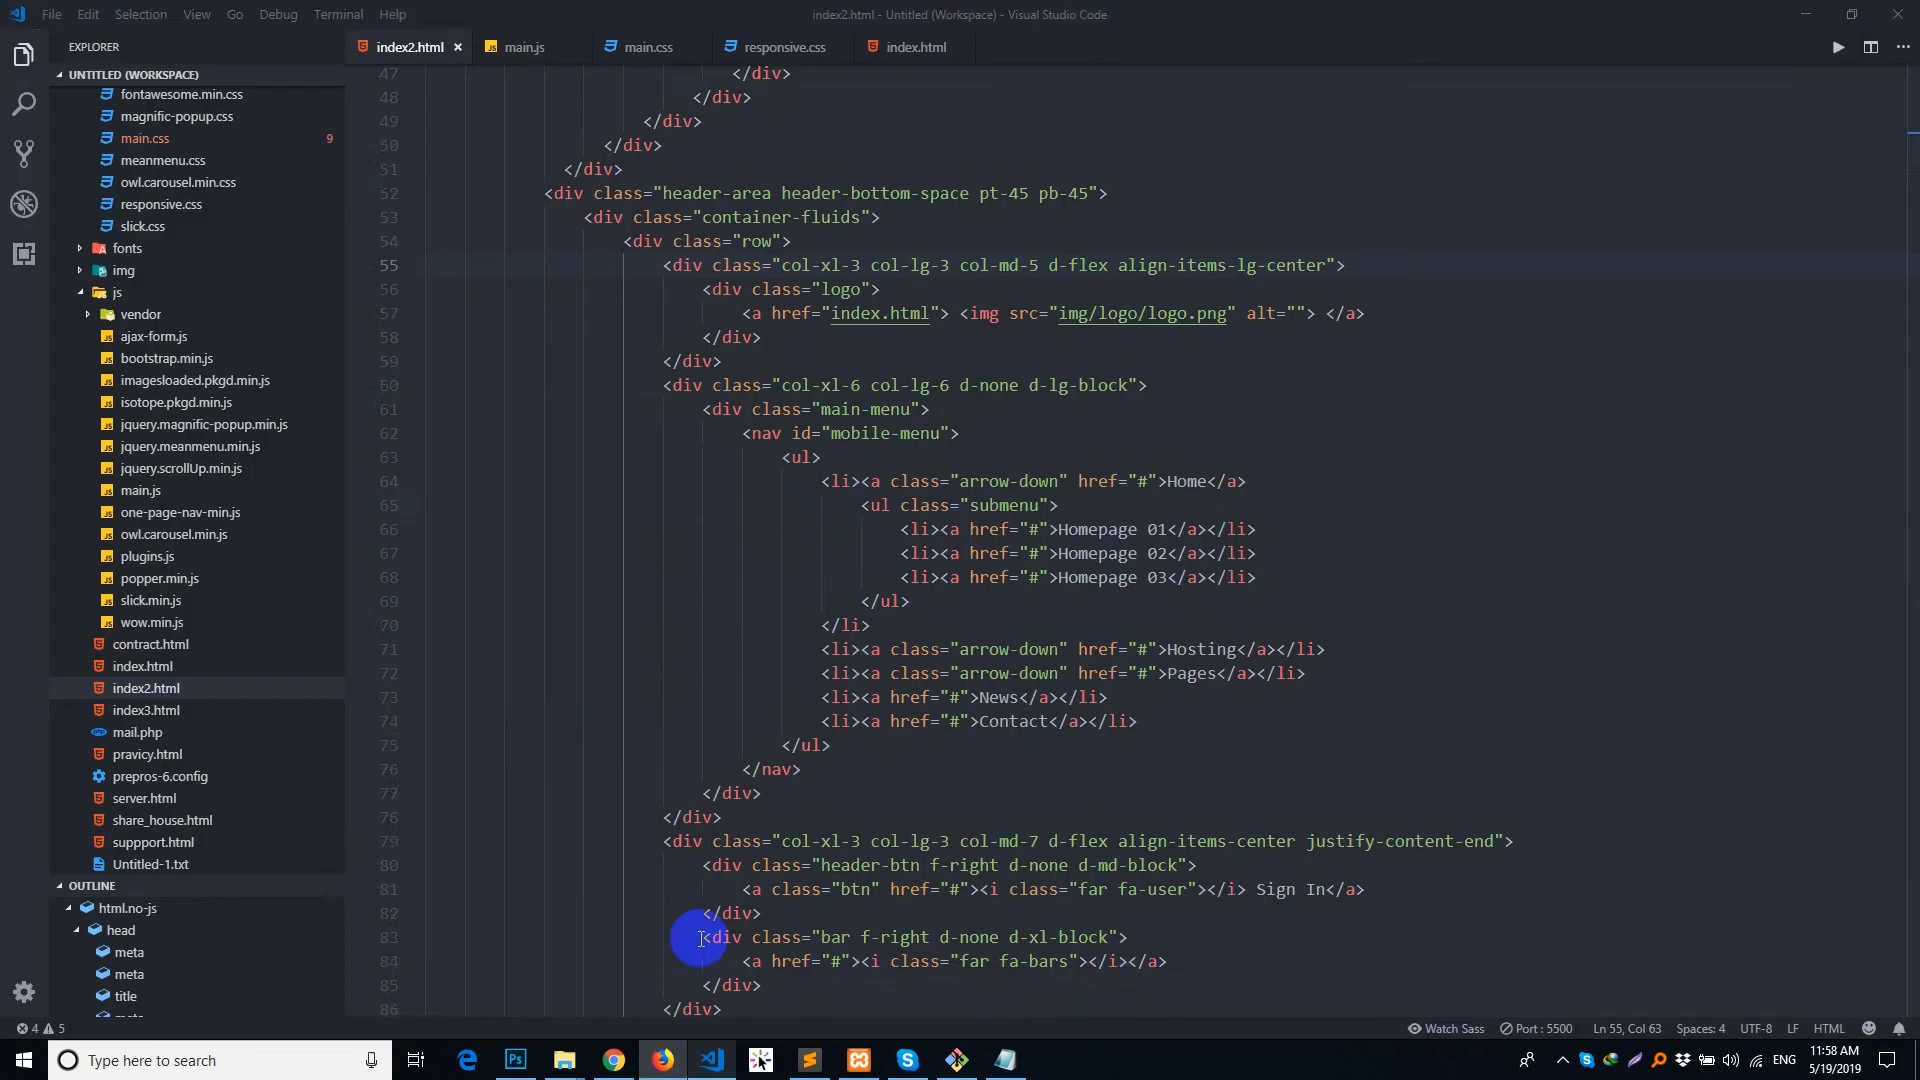 File Edit Selection View Go Debug Terminal Help
index2.html - Untitled (Workspace) - Visual Studio Code
EXPLORER
UNTITLED (WORKSPACE)
fontawesome.min.css
magnific-popup.css
main.css 9
meanmenu.css
owl.carousel.min.css
responsive.css
slick.css
fonts
img
js
vendor
ajax-form.js
bootstrap.min.js
imagesloaded.pkgd.min.js
isotope.pkgd.min.js
jquery.magnific-popup.min.js
jquery.meanmenu.min.js
jquery.scrollUp.min.js
main.js
one-page-nav-min.js
owl.carousel.min.js
plugins.js
popper.min.js
slick.min.js
wow.min.js
contract.html
index.html
index2.html
index3.html
mail.php
pravicy.html
prepros-6.config
server.html
share_house.html
suppport.html
Untitled-1.txt
OUTLINE
html.no-js
head
meta
meta
title
index2.html main.js main.css responsive.css index.html
47 </div>
48 </div>
49 </div>
50 </div>
51 </div>
52 <div class="header-area header-bottom-space pt-45 pb-45">
53 <div class="container-fluids">
54 <div class="row">
55 <div class="col-xl-3 col-lg-3 col-md-5 d-flex align-items-lg-center">
56 <div class="logo">
57 <a href="index.html"> <img src="img/logo/logo.png" alt=""> </a>
58 </div>
59 </div>
60 <div class="col-xl-6 col-lg-6 d-none d-lg-block">
61 <div class="main-menu">
62 <nav id="mobile-menu">
63 <ul>
64 <li><a class="arrow-down" href="#">Home</a>
65 <ul class="submenu">
66 <li><a href="#">Homepage 01</a></li>
67 <li><a href="#">Homepage 02</a></li>
68 <li><a href="#">Homepage 03</a></li>
69 </ul>
70 </li>
71 <li><a class="arrow-down" href="#">Hosting</a></li>
72 <li><a class="arrow-down" href="#">Pages</a></li>
73 <li><a href="#">News</a></li>
74 <li><a href="#">Contact</a></li>
75 </ul>
76 </nav>
77 </div>
78 </div>
79 <div class="col-xl-3 col-lg-3 col-md-7 d-flex align-items-center justify-content-end">
80 <div class="header-btn f-right d-none d-md-block">
81 <a class="btn" href="#"><i class="far fa-user"></i> Sign In</a>
82 </div>
83 <div class="bar f-right d-none d-xl-block">
84 <a href="#"><i class="far fa-bars"></i></a>
85 </div>
86 </div>
4 5
Watch Sass Port : 5500 Ln 55, Col 63 Spaces: 4 UTF-8 LF HTML
Type here to search
ENG
11:58 AM
5/19/2019